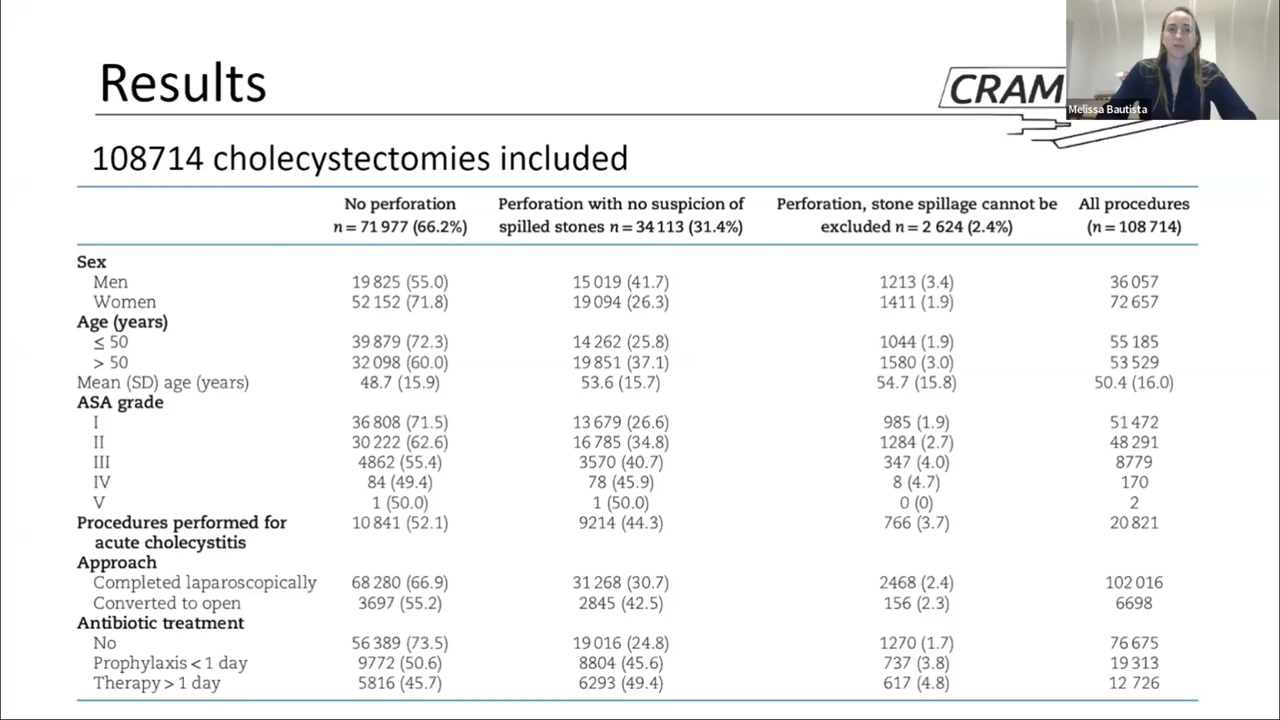 Results
CRAM
Melissa Bautista
108714 cholecystectomies included
No perforation Perforation with no suspicion of Perforation, stone spillage cannot be All procedures
n = 71 977 (66.2%) spilled stones n = 34 113 (31.4%) excluded n = 2 624 (2.4%) (n = 108 714)
Sex
Men 19 825 (55.0) 15 019 (41.7) 1213 (3.4) 36 057
Women 52 152 (71.8) 19 094 (26.3) 1411 (1.9) 72 657
Age (years)
≤ 50 39 879 (72.3) 14 262 (25.8) 1044 (1.9) 55 185
> 50 32 098 (60.0) 19 851 (37.1) 1580 (3.0) 53 529
Mean (SD) age (years) 48.7 (15.9) 53.6 (15.7) 54.7 (15.8) 50.4 (16.0)
ASA grade
I 36 808 (71.5) 13 679 (26.6) 985 (1.9) 51 472
II 30 222 (62.6) 16 785 (34.8) 1284 (2.7) 48 291
III 4862 (55.4) 3570 (40.7) 347 (4.0) 8779
IV 84 (49.4) 78 (45.9) 8 (4.7) 170
V 1 (50.0) 1 (50.0) 0 (0) 2
Procedures performed for 10 841 (52.1) 9214 (44.3) 766 (3.7) 20 821
acute cholecystitis
Approach
Completed laparoscopically 68 280 (66.9) 31 268 (30.7) 2468 (2.4) 102 016
Converted to open 3697 (55.2) 2845 (42.5) 156 (2.3) 6698
Antibiotic treatment
No 56 389 (73.5) 19 016 (24.8) 1270 (1.7) 76 675
Prophylaxis < 1 day 9772 (50.6) 8804 (45.6) 737 (3.8) 19 313
Therapy > 1 day 5816 (45.7) 6293 (49.4) 617 (4.8) 12 726